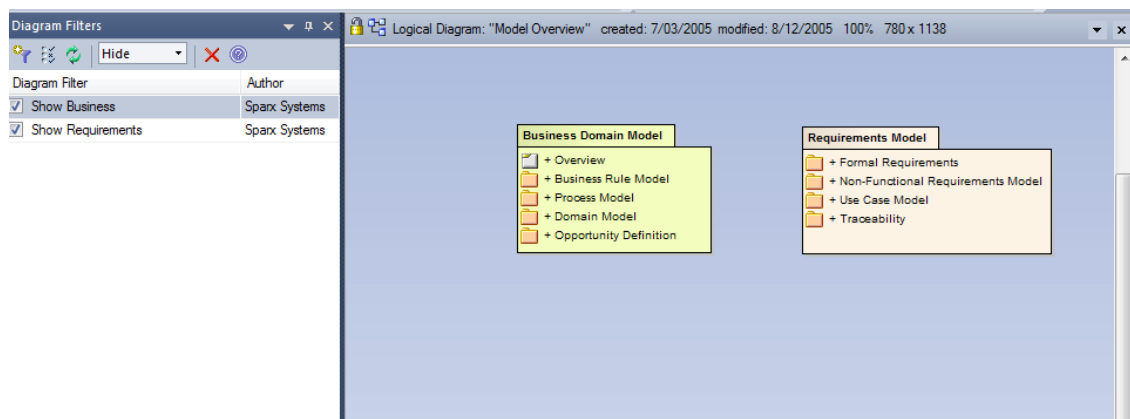 Diagram Filters
Hide
Diagram Filter Author
Show Business Sparx Systems
Show Requirements Sparx Systems
Logical Diagram: "Model Overview" created: 7/03/2005 modified: 8/12/2005 100% 780 x 1138
Business Domain Model
+ Overview
+ Business Rule Model
+ Process Model
+ Domain Model
+ Opportunity Definition
Requirements Model
+ Formal Requirements
+ Non-Functional Requirements Model
+ Use Case Model
+ Traceability